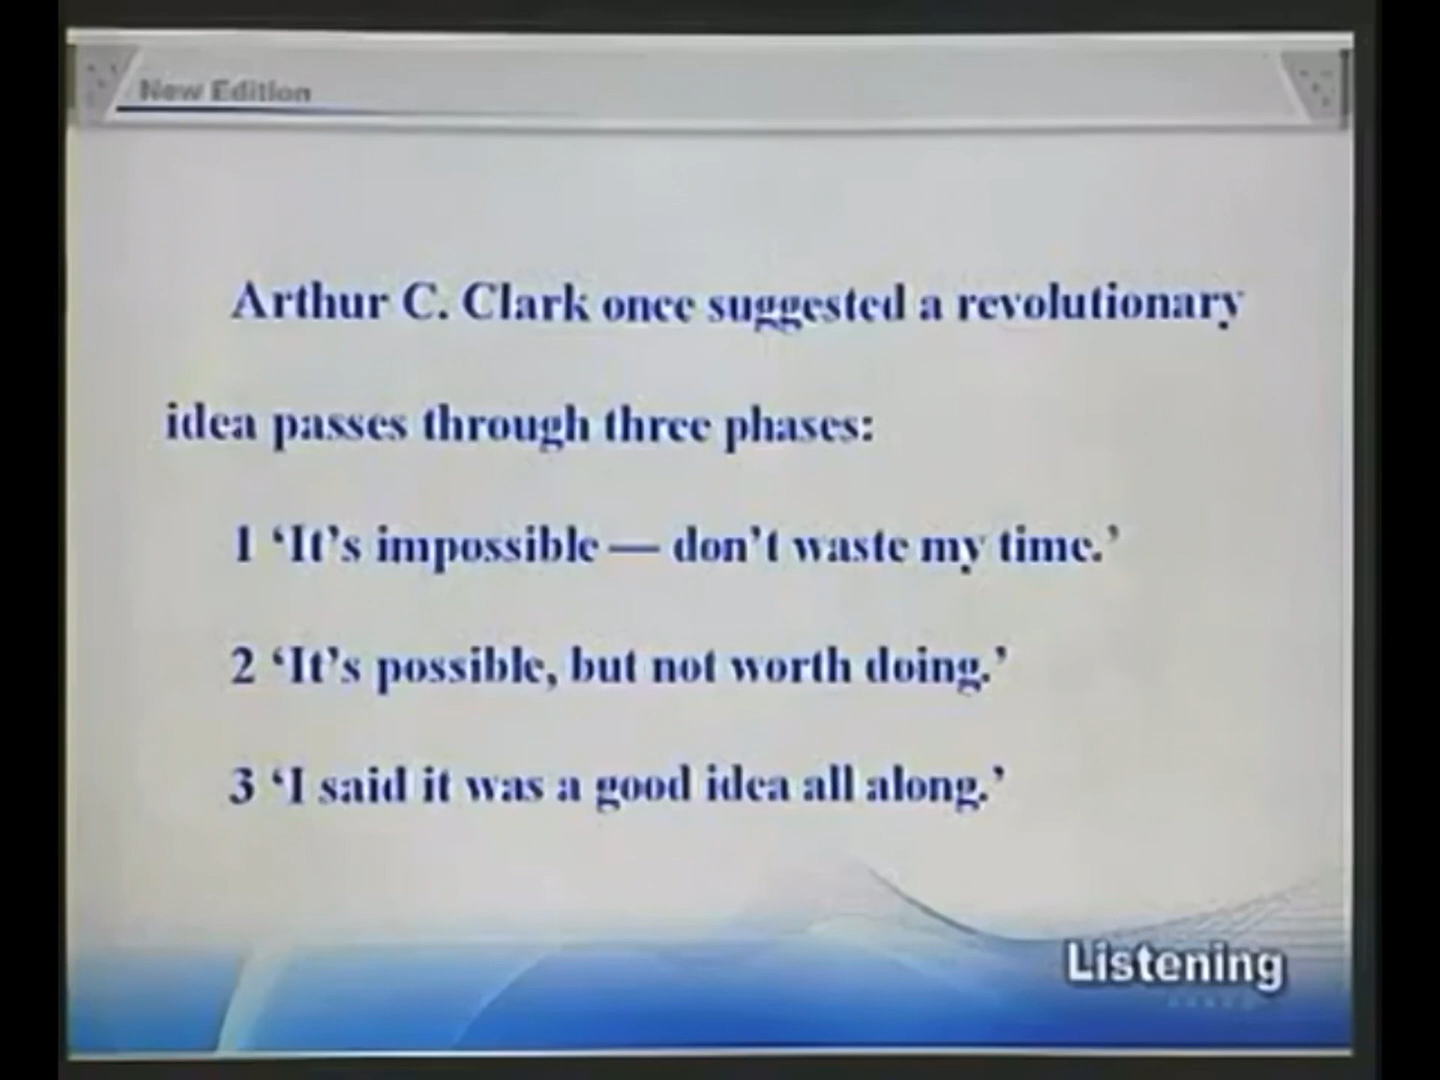 New Edition
Arthur C. Clark once suggested a revolutionary
idea passes through three phases:
1 ‘It’s impossible — don’t waste my time.’
2 ‘It’s possible, but not worth doing.’
3 ‘I said it was a good idea all along.’
Listening